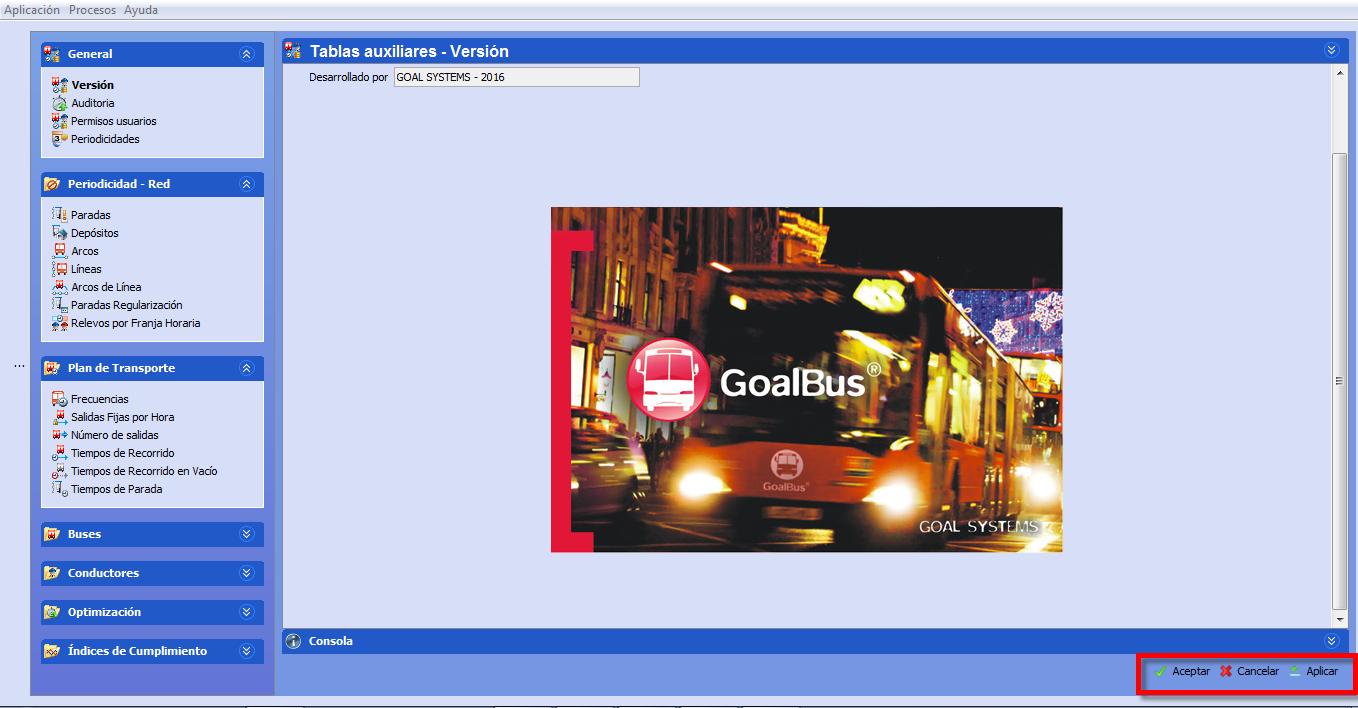 Aplicación Procesos Ayuda
General
Versión
Auditoria
Permisos usuarios
Periodicidades
Periodicidad - Red
Paradas
Depósitos
Arcos
Líneas
Arcos de Línea
Paradas Regularización
Relevos por Franja Horaria
...
Plan de Transporte
Frecuencias
Salidas Fijas por Hora
Número de salidas
Tiempos de Recorrido
Tiempos de Recorrido en Vacío
Tiempos de Parada
Buses
Conductores
Optimización
Índices de Cumplimiento
Tablas auxiliares - Versión
Desarrollado por GOAL SYSTEMS - 2016
GoalBus®
GoalBus®
GOAL SYSTEMS
Consola
Aceptar Cancelar Aplicar